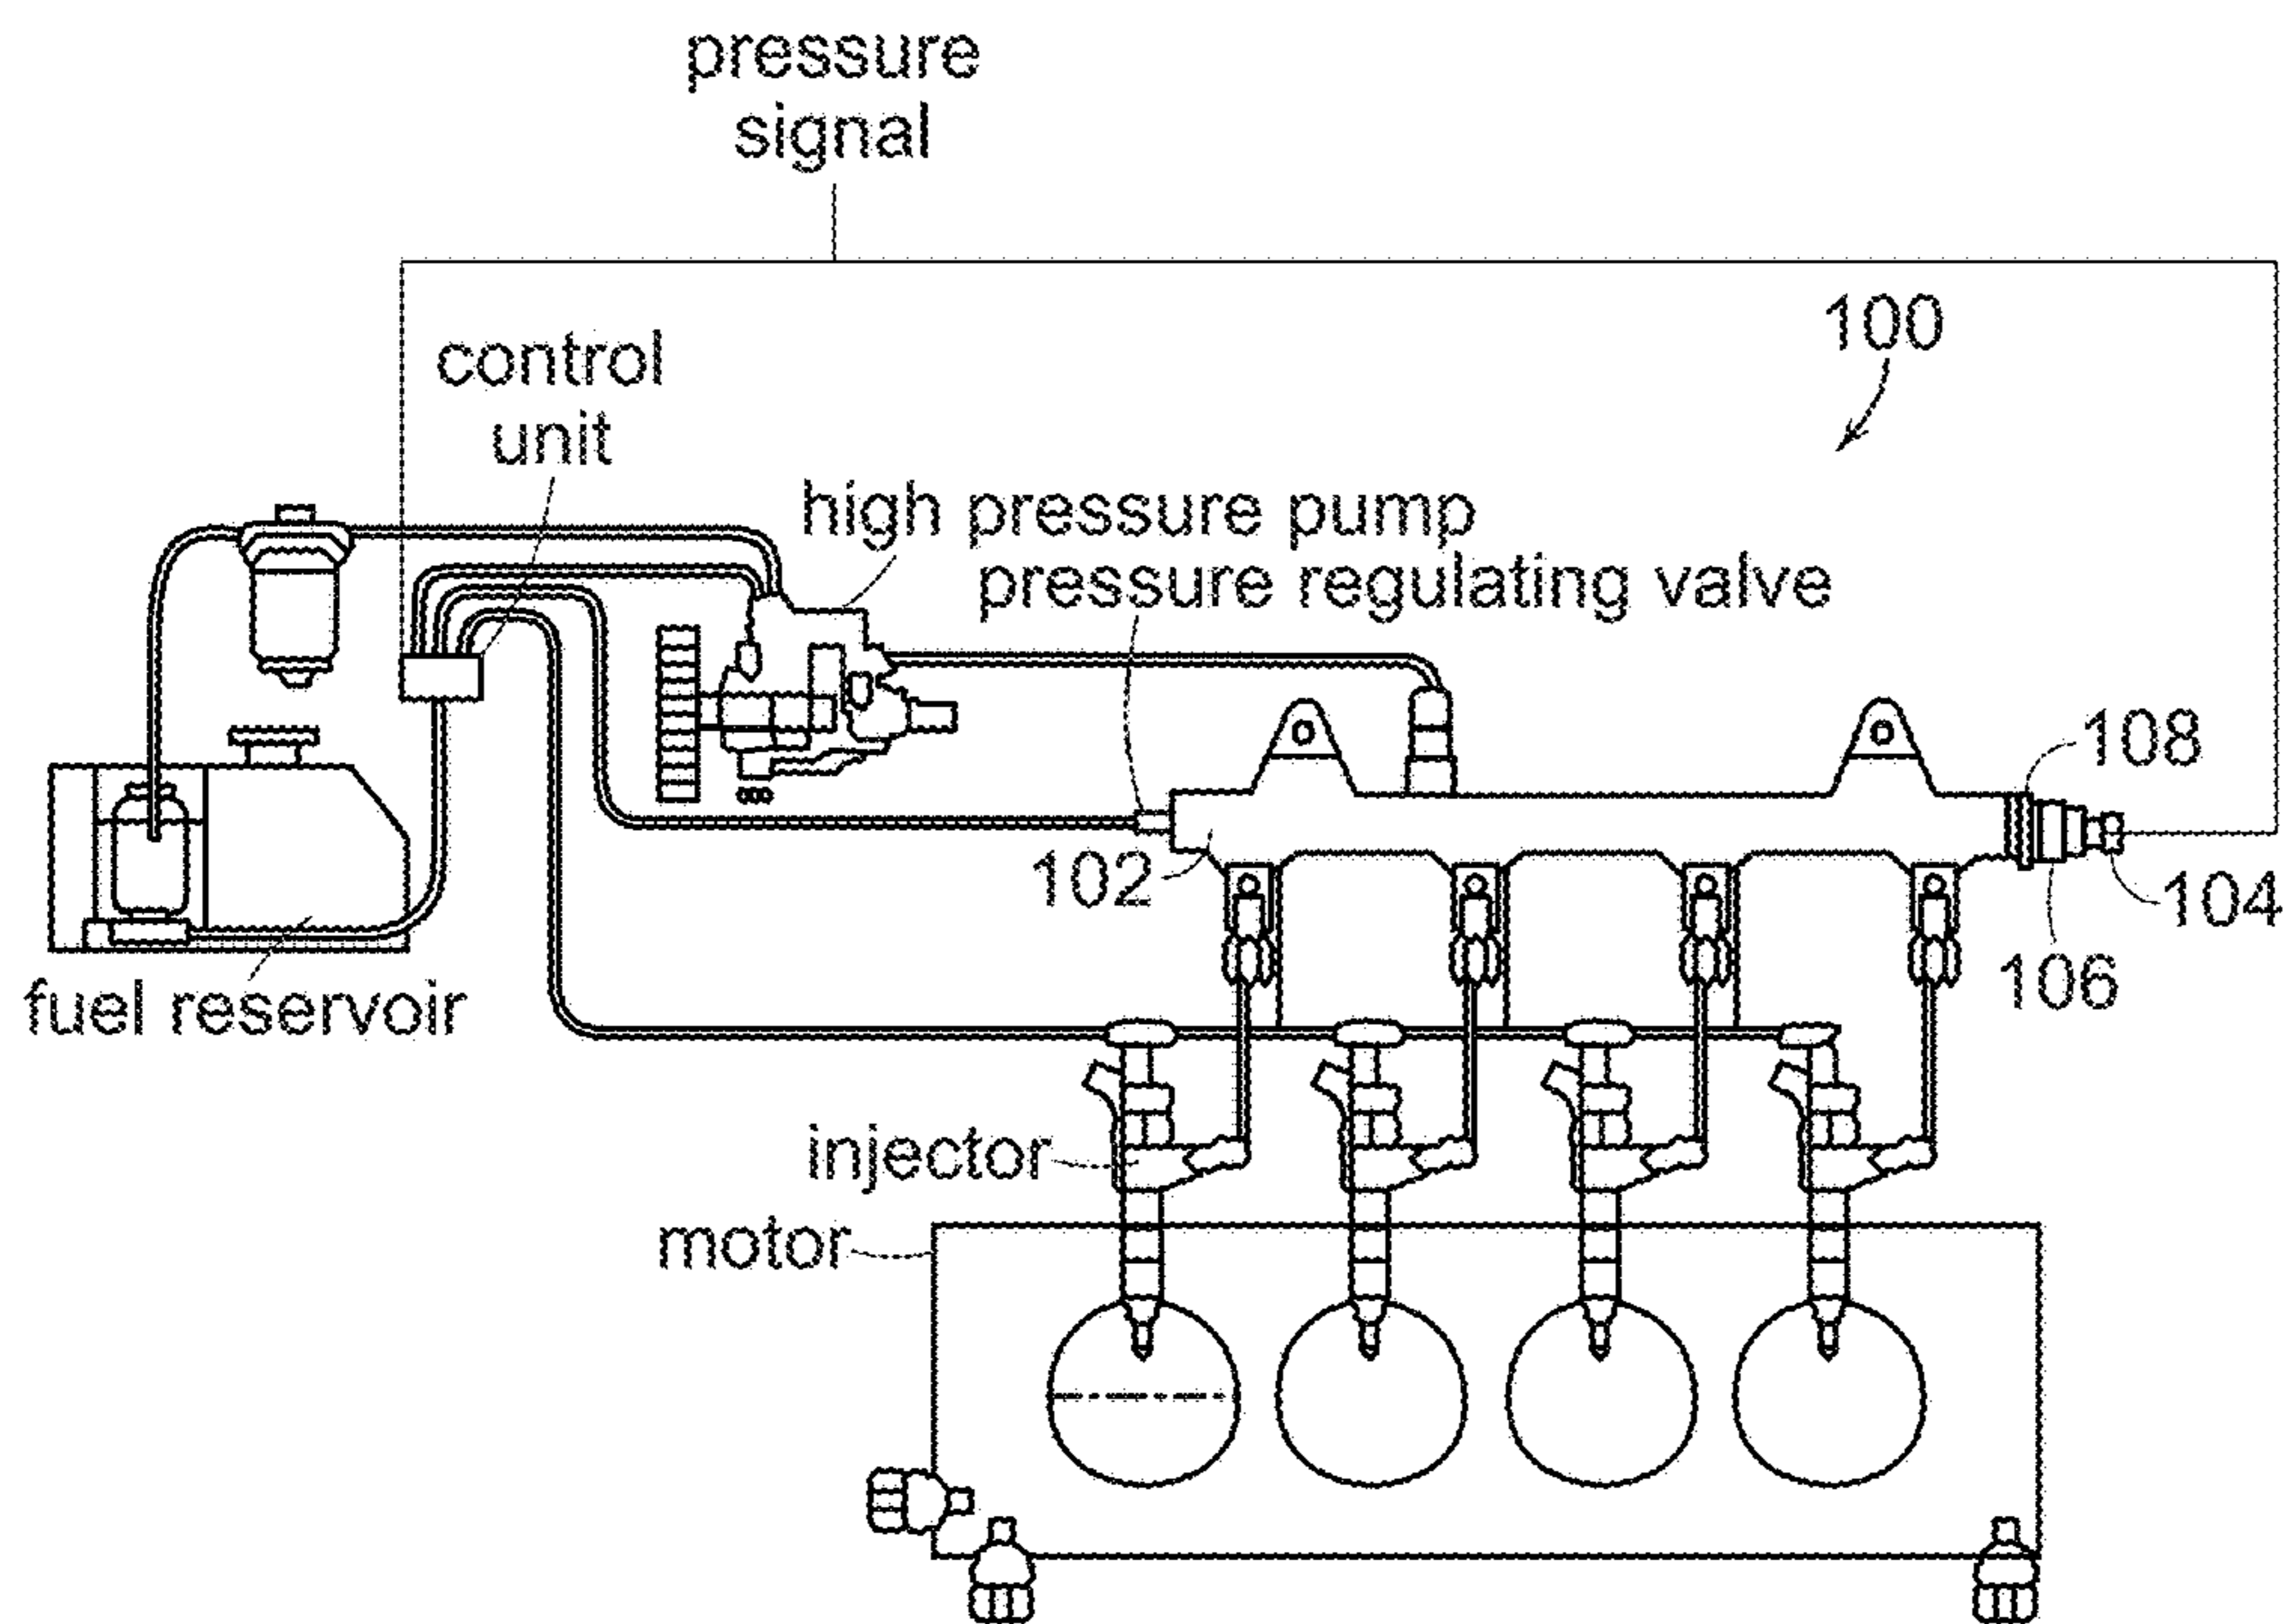 pressure
signal
100
control
unit
high pressure pump
pressure regulating valve
108
102
104
106
fuel reservoir
injector
motor